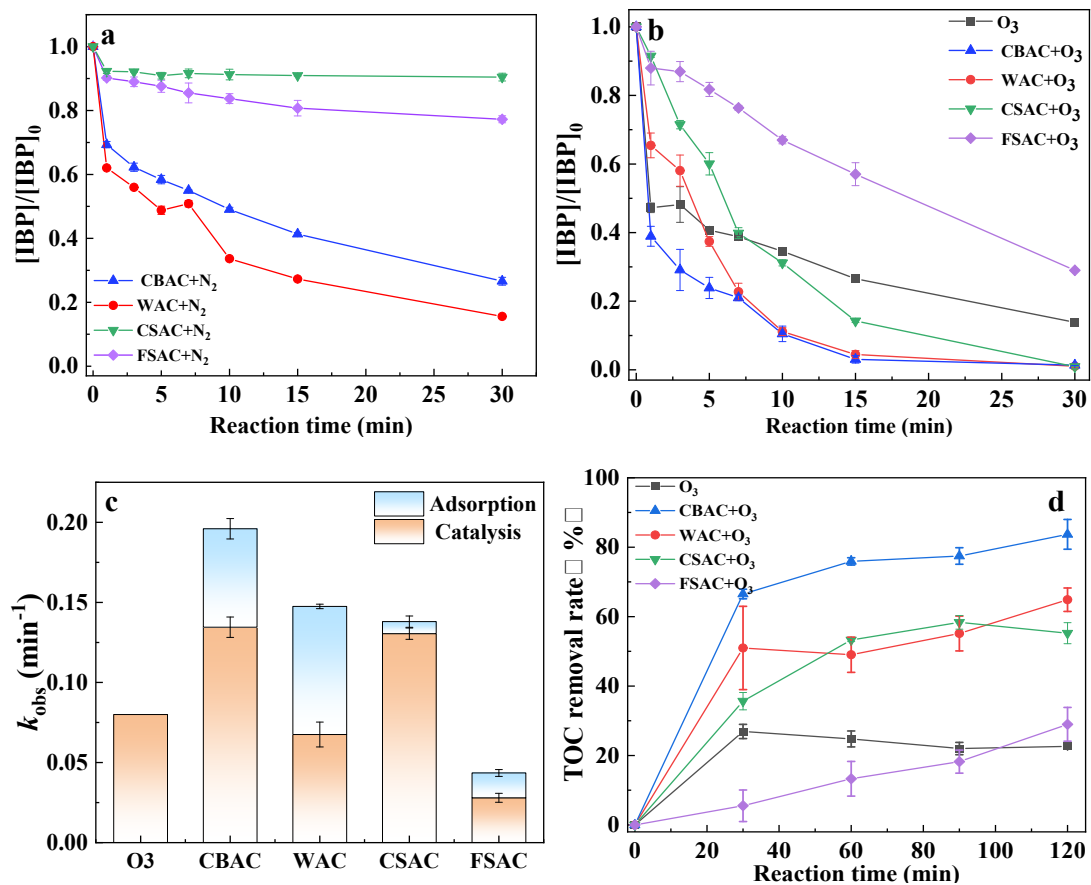 a
[IBP]/[IBP]₀
1.0
0.8
0.6
0.4
0.2
0.0
CBAC+N₂
WAC+N₂
CSAC+N₂
FSAC+N₂
0 5 10 15 20 25 30
Reaction time (min)
b
[IBP]/[IBP]₀
1.0
0.8
0.6
0.4
0.2
0.0
O₃
CBAC+O₃
WAC+O₃
CSAC+O₃
FSAC+O₃
0 5 10 15 20 25 30
Reaction time (min)
c
k_obs (min⁻¹)
0.20
0.15
0.10
0.05
0.00
Adsorption
Catalysis
O3 CBAC WAC CSAC FSAC
d
TOC removal rate□ %□
100
80
60
40
20
0
O₃
CBAC+O₃
WAC+O₃
CSAC+O₃
FSAC+O₃
0 20 40 60 80 100 120
Reaction time (min)